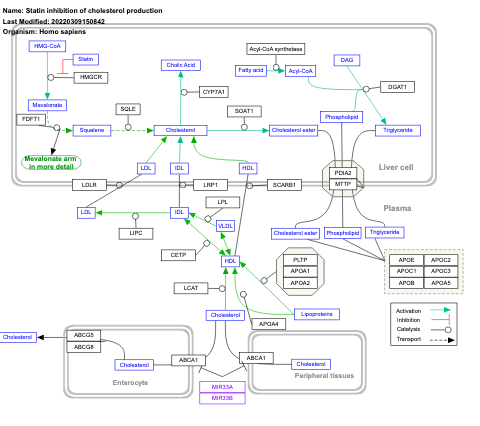 Name: Statin inhibition of cholesterol production
Last Modified: 20220309150842
Organism: Homo sapiens
HMG-CoA
Statin
HMGCR
Mevalonate
FDFT1
Squalene
SQLE
Mevalonate arm
in more detail
Cholic Acid
CYP7A1
Cholesterol
SOAT1
Acyl-CoA synthetase
Fatty acid
Acyl-CoA
DAG
DGAT1
Phospholipid
Cholesterol ester
Triglyceride
PDIA2
MTTP
Liver cell
LDL
IDL
HDL
LDLR
LRP1
SCARB1
Plasma
LDL
IDL
LPL
VLDL
LIPC
CETP
HDL
Cholesterol ester
Phospholipid
Triglyceride
PLTP
APOA1
APOA2
APOE
APOC2
APOC1
APOC3
APOB
APOA5
LCAT
Cholesterol
APOA4
Lipoproteins
Activation
Inhibition
Catalysis
Transport
Cholesterol
ABCG5
ABCG8
Cholesterol
Enterocyte
ABCA1
ABCA1
Cholesterol
Peripheral tissues
MIR33A
MIR33B